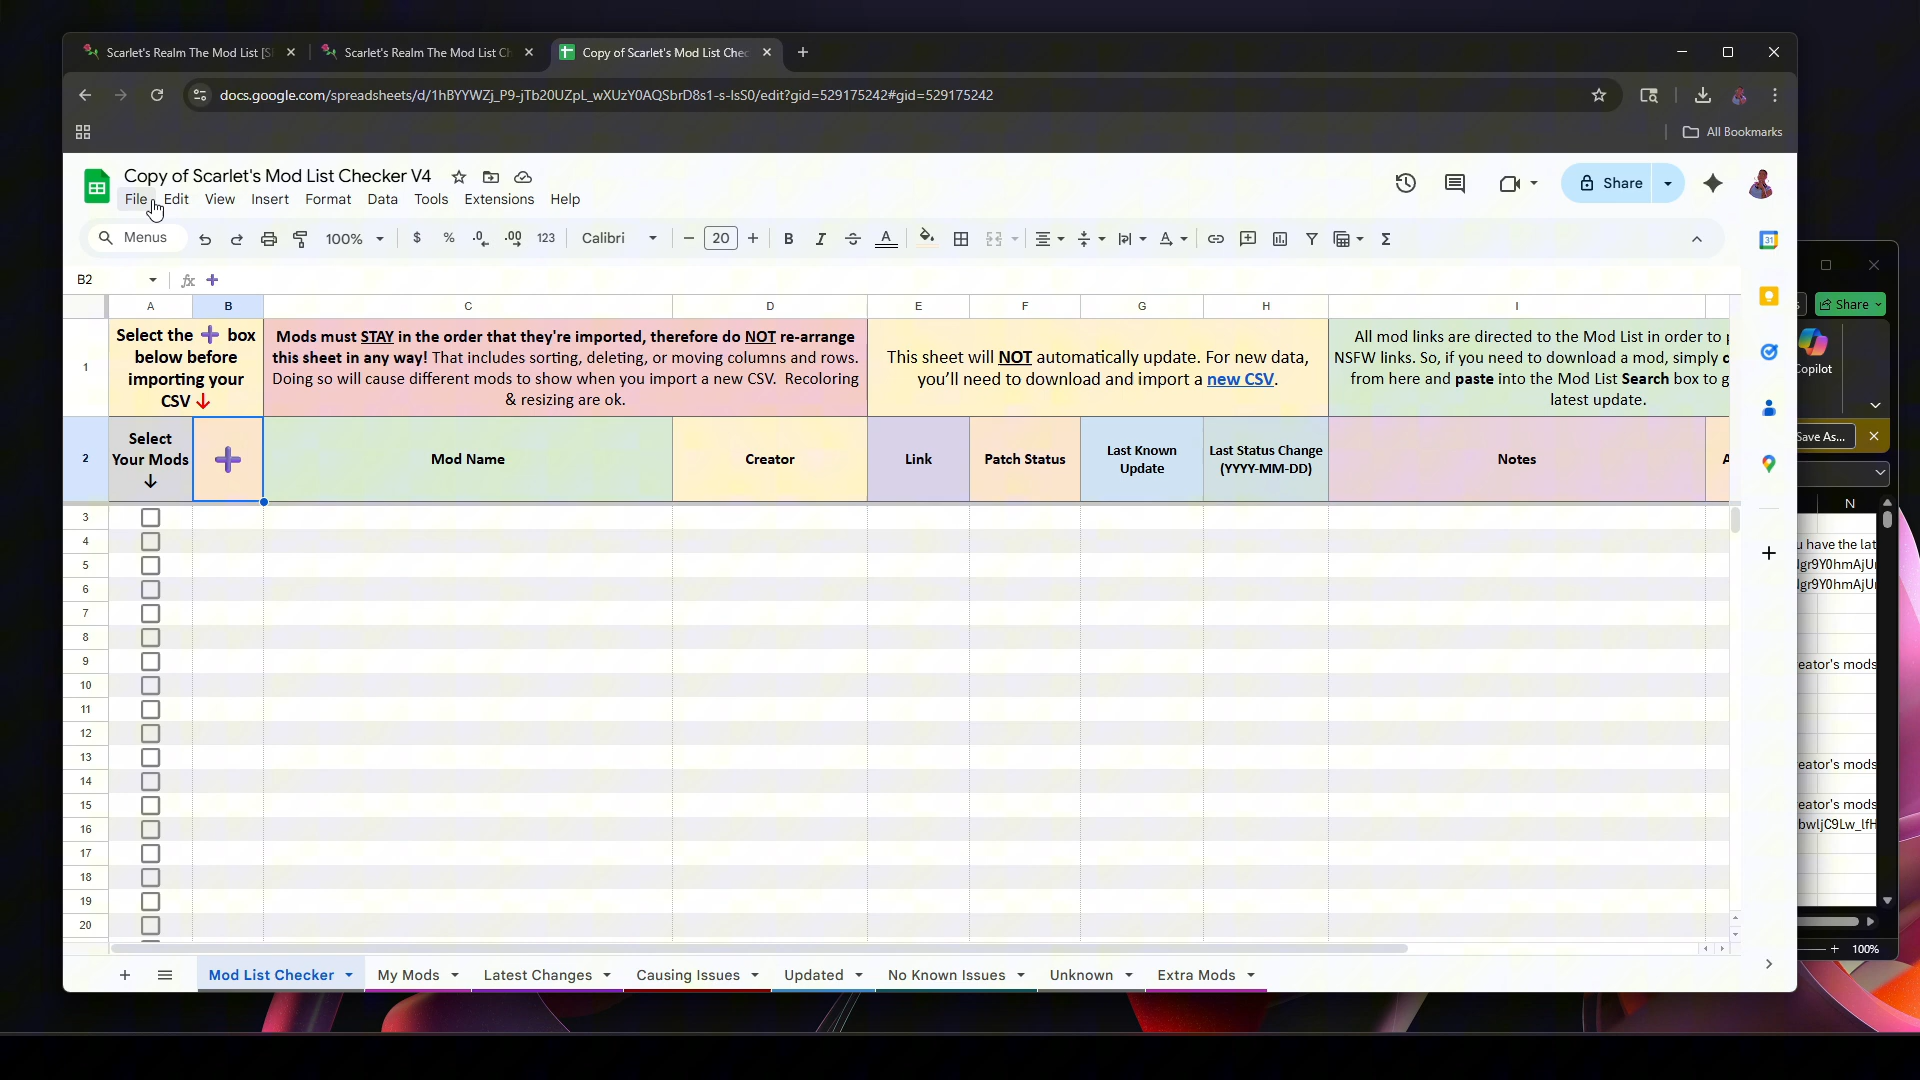 Scarlet's Realm The Mod List [S
Scarlet's Realm The Mod List Ch
Copy of Scarlet's Mod List Chec
docs.google.com/spreadsheets/d/1hBYYWZj_P9-jTb20UZpL_wXUzY0AQSbrD8s1-s-IsS0/edit?gid=529175242#gid=529175242
All Bookmarks
Copy of Scarlet's Mod List Checker V4
File Edit View Insert Format Data Tools Extensions Help
Share
Menus 100% $ % .0 .00 123 Calibri 20 B I S A
31
B2 fx ➕
A B C D E F G H I
1
Select the ➕ box
below before
importing your
CSV ↓
Mods must STAY in the order that they're imported, therefore do NOT re-arrange
this sheet in any way! That includes sorting, deleting, or moving columns and rows.
Doing so will cause different mods to show when you import a new CSV. Recoloring
& resizing are ok.
This sheet will NOT automatically update. For new data,
you'll need to download and import a new CSV.
All mod links are directed to the Mod List in order to p
NSFW links. So, if you need to download a mod, simply c
from here and paste into the Mod List Search box to g
latest update.
2
Select
Your Mods
↓
➕
Mod Name
Creator
Link
Patch Status
Last Known
Update
Last Status Change
(YYYY-MM-DD)
Notes
A
3
4
5
6
7
8
9
10
11
12
13
14
15
16
17
18
19
20
Mod List Checker My Mods Latest Changes Causing Issues Updated No Known Issues Unknown Extra Mods
Share
Copilot
Save As...
N
u have the lat
Jgr9Y0hmAjU
Jgr9Y0hmAjU
eator's mods
eator's mods
eator's mods
bwljC9Lw_lfH
100%